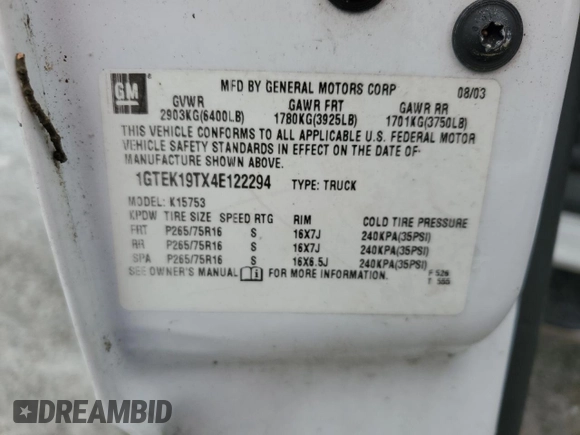 GM
MFD BY GENERAL MOTORS CORP 08/03
GVWR GAWR FRT GAWR RR
2903KG(6400LB) 1780KG(3925LB) 1701KG(3750LB)
THIS VEHICLE CONFORMS TO ALL APPLICABLE U.S. FEDERAL MOTOR
VEHICLE SAFETY STANDARDS IN EFFECT ON THE DATE OF
MANUFACTURE SHOWN ABOVE.
1GTEK19TX4E122294 TYPE: TRUCK
MODEL: K15753
KPDW TIRE SIZE SPEED RTG RIM COLD TIRE PRESSURE
FRT P265/75R16 S 16X7J 240KPA(35PSI)
RR P265/75R16 S 16X7J 240KPA(35PSI)
SPA P265/75R16 S 16X6.5J 240KPA(35PSI)
SEE OWNER'S MANUAL FOR MORE INFORMATION.
F 526
T 555
DREAMBID